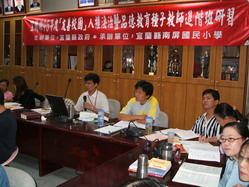 友善校園」人權法治暨品德教育種子教師進階班研習
主辦單位：宜蘭縣政府 承辦單位：宜蘭縣南屏國民小學